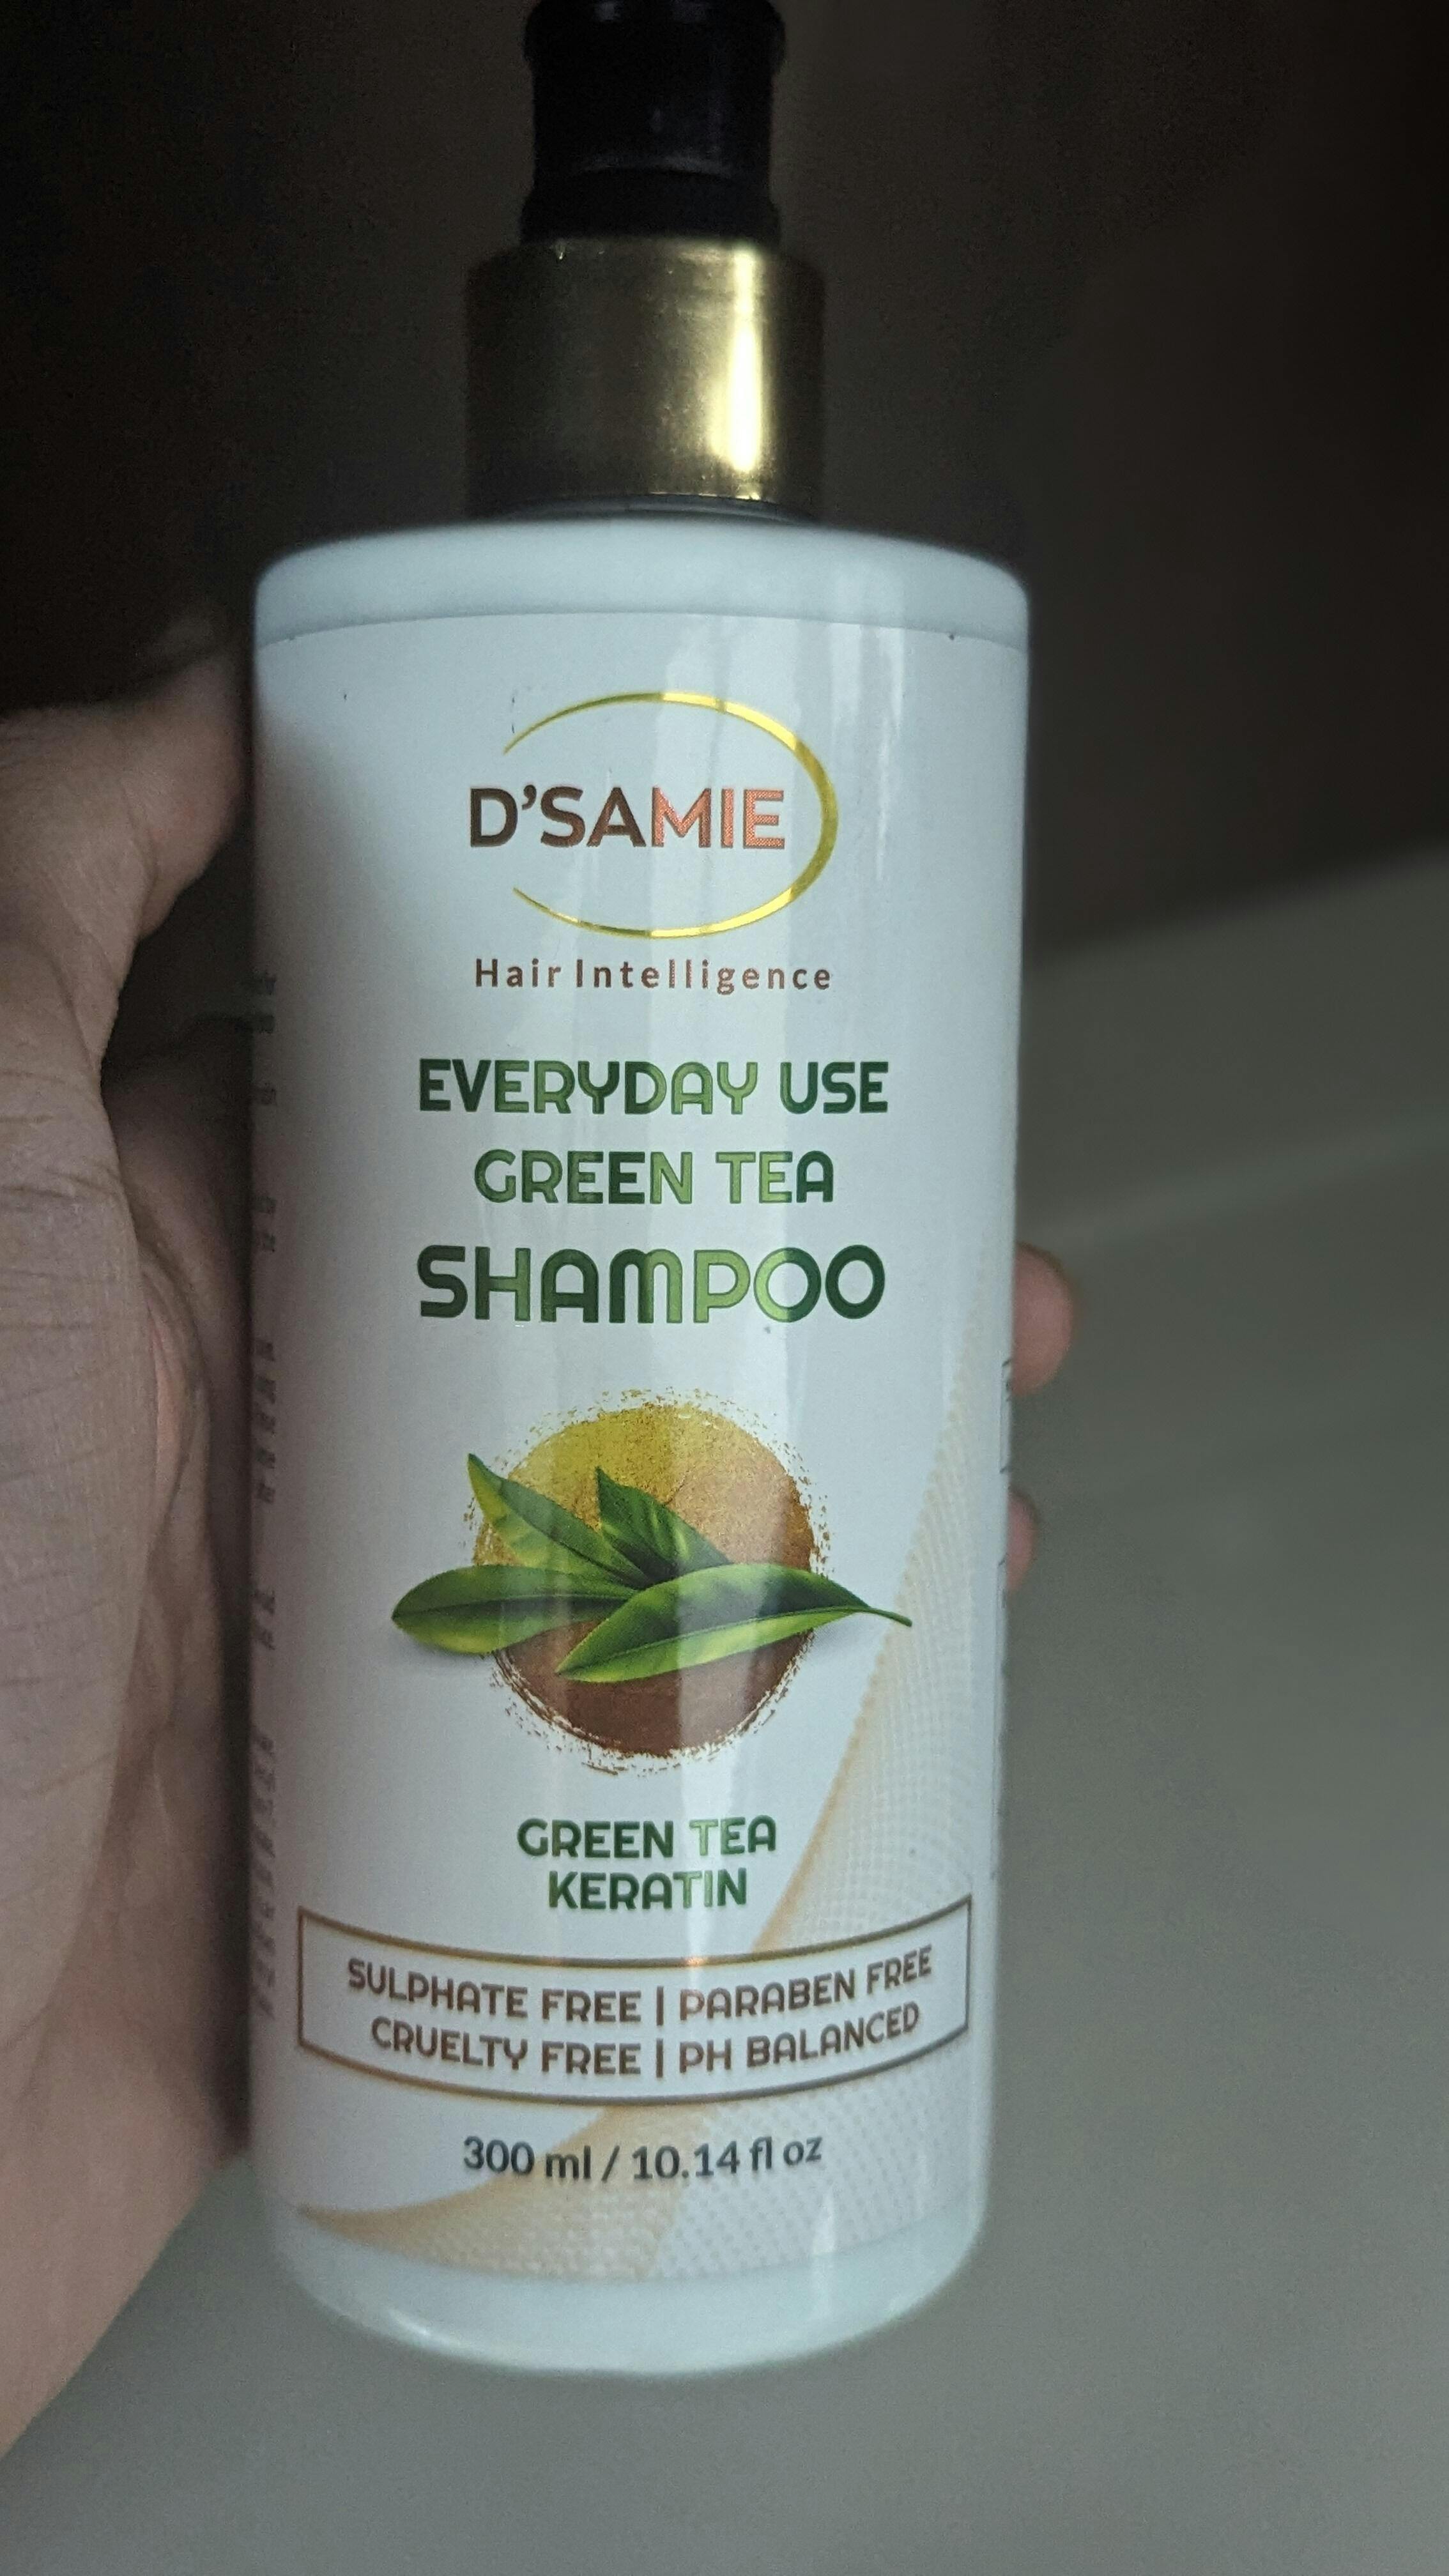 D'SAMIE
Hair Intelligence
EVERYDAY USE
GREEN TEA
SHAMPOO
GREEN TEA
KERATIN
SULPHATE FREE | PARABEN FREE
CRUELTY FREE | PH BALANCED
300 ml / 10.14 fl oz